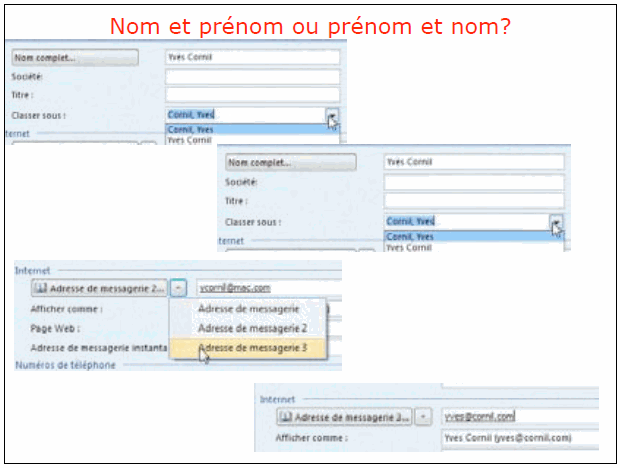 Nom et prénom ou prénom et nom?
Nom complet... Yves Cornil
Société:
Titre :
Classer sous : Cornil, Yves
Cornil, Yves
Yves Cornil
ternet
Nom complet... Yves Cornil
Société:
Titre :
Classer sous : Cornil, Yves
Cornil, Yves
Yves Cornil
ternet
Internet
Adresse de messagerie 2... ycornil@mac.com
Afficher comme : Adresse de messagerie
Page Web : Adresse de messagerie 2
Adresse de messagerie instanta Adresse de messagerie 3
Numéros de téléphone
Internet
Adresse de messagerie 3... yves@cornil.com
Afficher comme : Yves Cornil (yves@cornil.com)